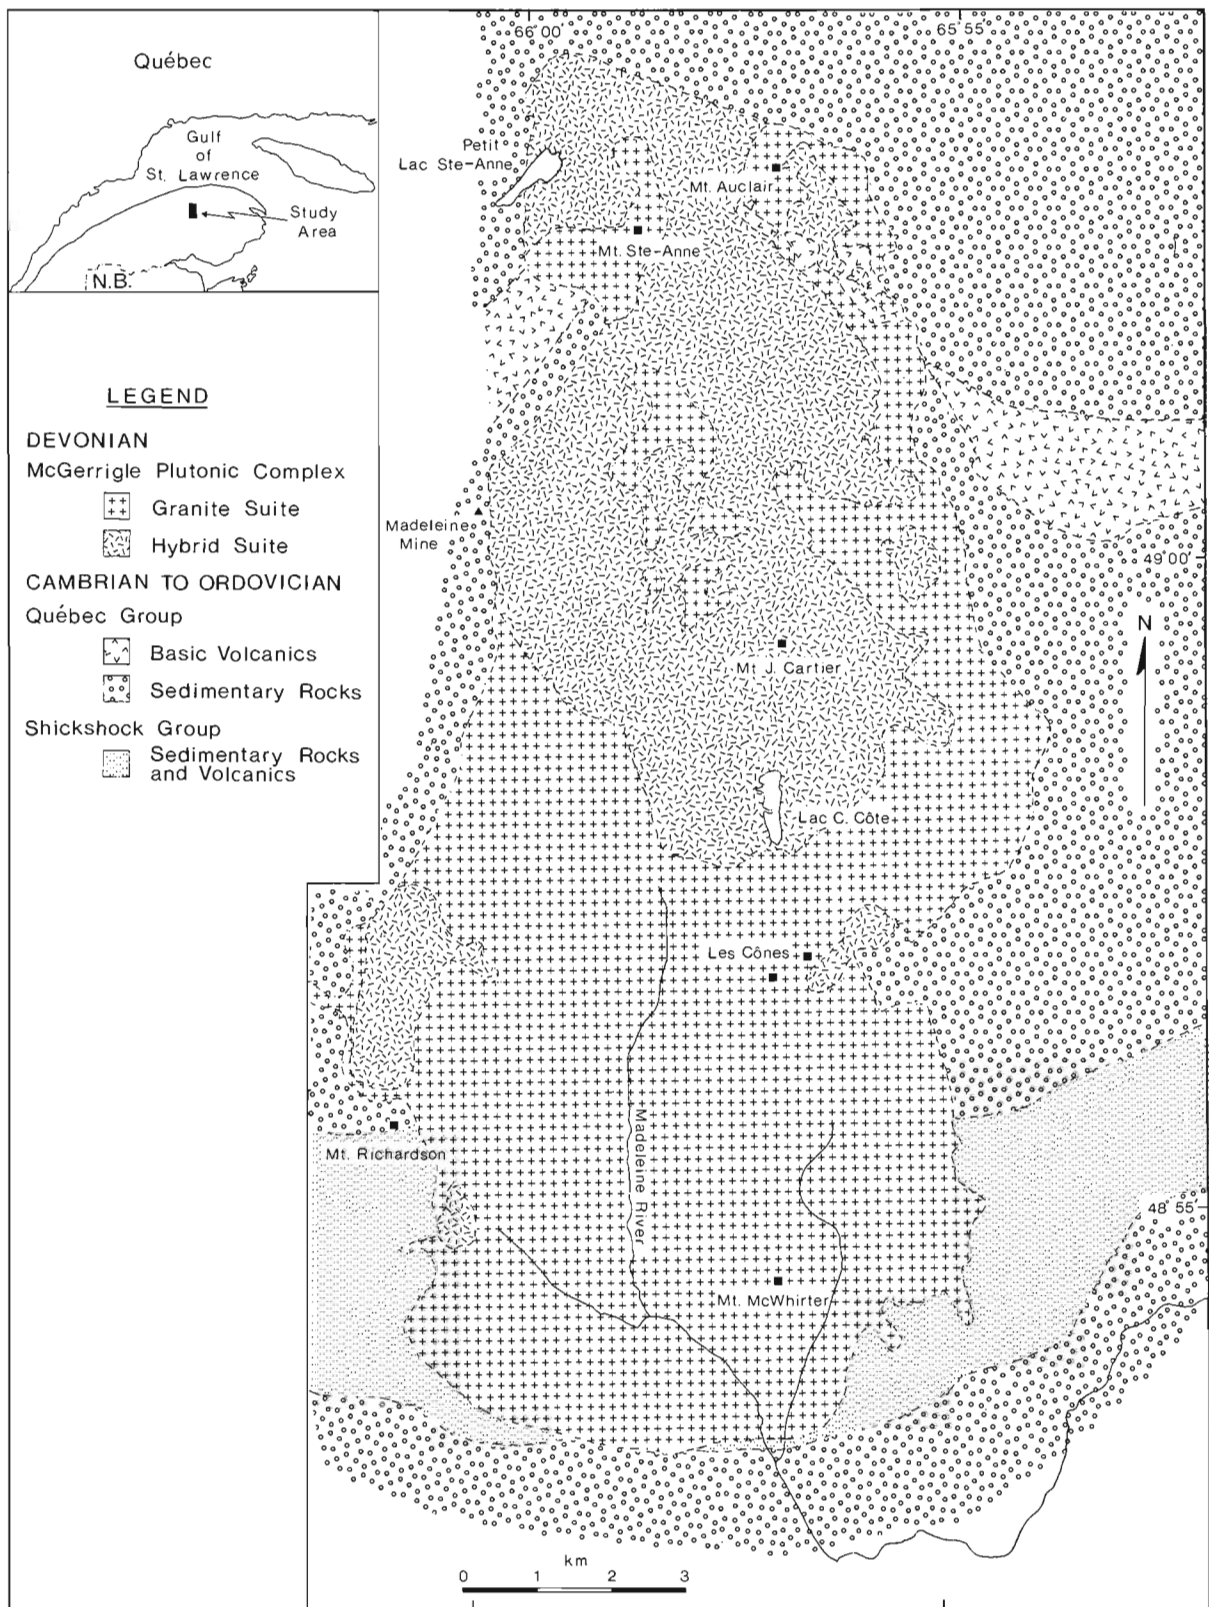 Québec
Gulf
of
St. Lawrence
Study
Area
N.B.
LEGEND
DEVONIAN
McGerrigle Plutonic Complex
Granite Suite
Hybrid Suite
CAMBRIAN TO ORDOVICIAN
Québec Group
Basic Volcanics
Sedimentary Rocks
Shickshock Group
Sedimentary Rocks
and Volcanics
66°00'
65°55'
Petit
Lac Ste-Anne
Mt. Auclair
Mt. Ste-Anne
Madeleine
Mine
49°00'
N
Mt J. Cartier
Lac C. Côte
Les Cônes
Madeleine River
Mt. Richardson
48°55'
Mt. McWhirter
km
0 1 2 3